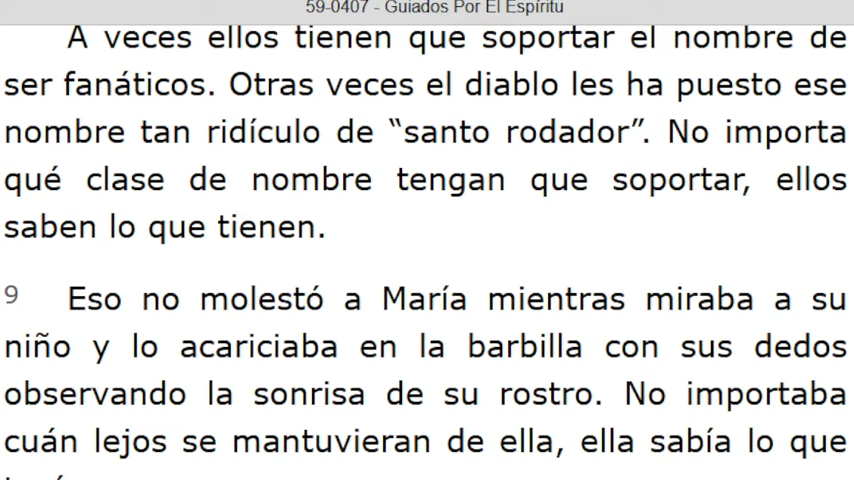 59-0407 - Guiados Por El Espíritu
A veces ellos tienen que soportar el nombre de
ser fanáticos. Otras veces el diablo les ha puesto ese
nombre tan ridículo de “santo rodador”. No importa
qué clase de nombre tengan que soportar, ellos
saben lo que tienen.
9 Eso no molestó a María mientras miraba a su
niño y lo acariciaba en la barbilla con sus dedos
observando la sonrisa de su rostro. No importaba
cuán lejos se mantuvieran de ella, ella sabía lo que